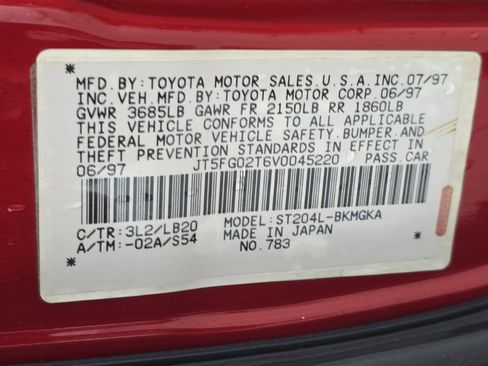 MFD.BY:TOYOTA MOTOR SALES,U.S.A.INC.07/97
INC.VEH.MFD.BY:TOYOTA MOTOR CORP.06/97
GVWR 3685LB GAWR FR 2150LB RR 1860LB
THIS VEHICLE CONFORMS TO ALL APPLICABLE
FEDERAL MOTOR VEHICLE SAFETY,BUMPER,AND
THEFT PREVENTION STANDARDS IN EFFECT IN
06/97 JT5FG02T6V0045220 PASS.CAR
* *
C/TR:3L2/LB20 MODEL:ST204L-BKMGKA
A/TM:-02A/S54 MADE IN JAPAN
* NO.783